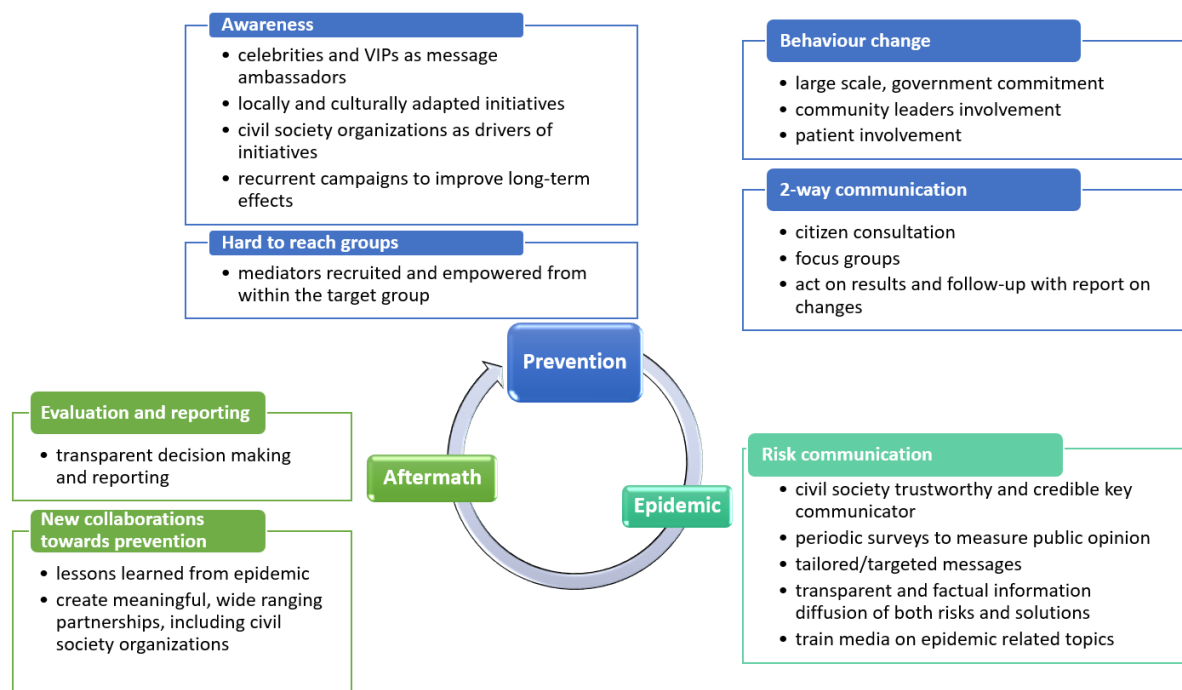 Awareness
• celebrities and VIPs as message
ambassadors
• locally and culturally adapted initiatives
• civil society organizations as drivers of
initiatives
• recurrent campaigns to improve long-term
effects
Hard to reach groups
• mediators recruited and empowered from
within the target group
Behaviour change
• large scale, government commitment
• community leaders involvement
• patient involvement
2-way communication
• citizen consultation
• focus groups
• act on results and follow-up with report on
changes
Prevention
Epidemic
Aftermath
Risk communication
• civil society trustworthy and credible key
communicator
• periodic surveys to measure public opinion
• tailored/targeted messages
• transparent and factual information
diffusion of both risks and solutions
• train media on epidemic related topics
Evaluation and reporting
• transparent decision making
and reporting
New collaborations
towards prevention
• lessons learned from epidemic
• create meaningful, wide ranging
partnerships, including civil
society organizations